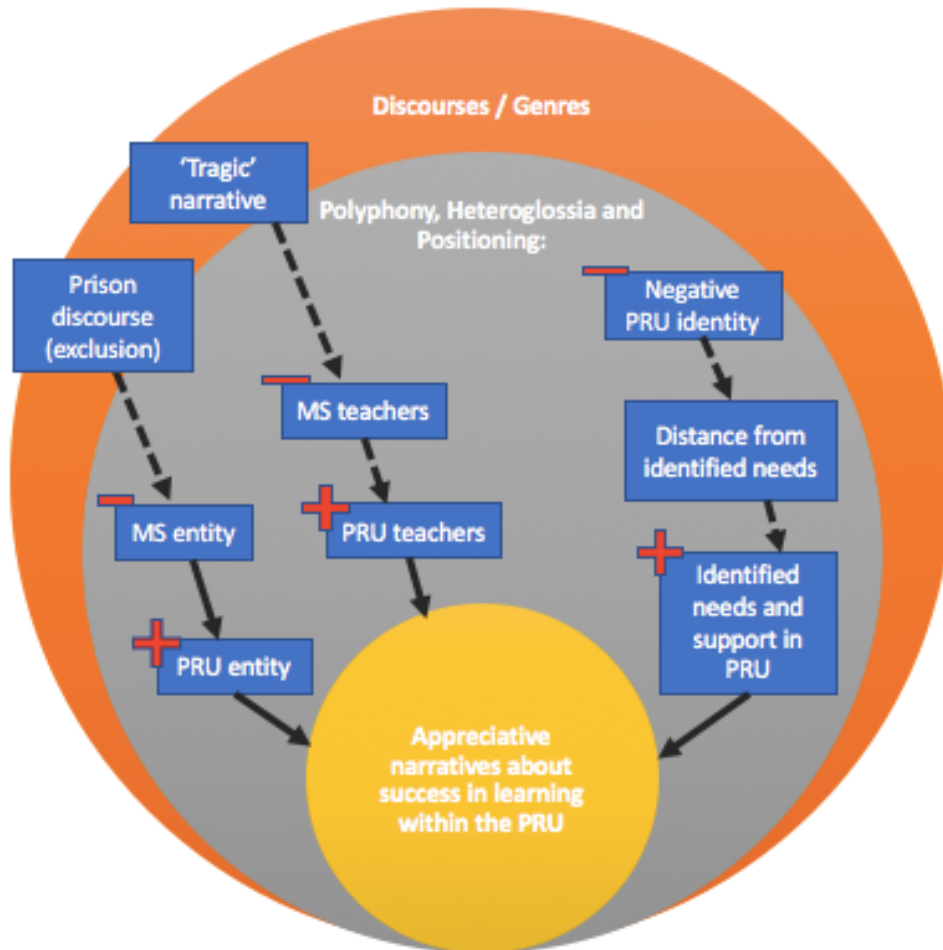 Discourses / Genres
‘Tragic’
narrative
Polyphony, Heteroglossia and
Positioning:
Prison
discourse
(exclusion)
Negative
PRU identity
MS teachers
Distance from
identified needs
MS entity
PRU teachers
Identified
needs and
support in
PRU
PRU entity
Appreciative
narratives about
success in learning
within the PRU